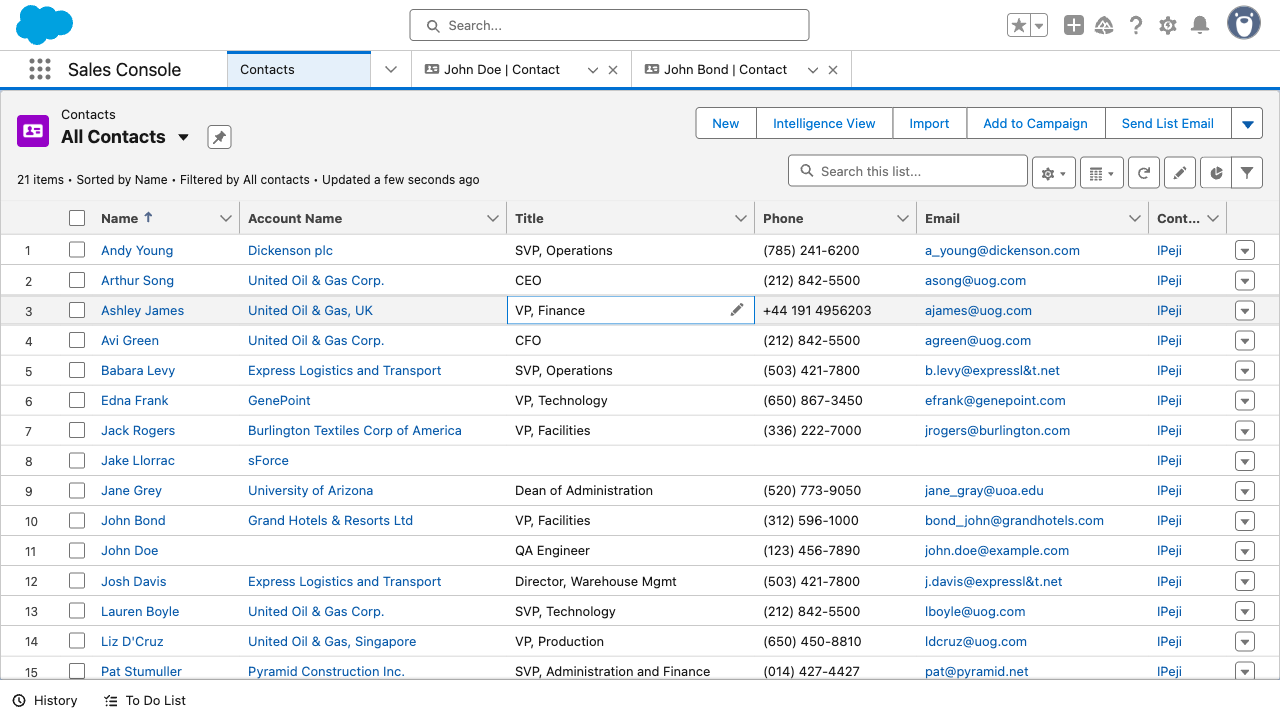 Search...
Sales Console
Contacts
John Doe | Contact
John Bond | Contact
Contacts
All Contacts
New
Intelligence View
Import
Add to Campaign
Send List Email
21 items • Sorted by Name • Filtered by All contacts • Updated a few seconds ago
Search this list...
Name Account Name Title Phone Email Cont...
1 Andy Young Dickenson plc SVP, Operations (785) 241-6200 a_young@dickenson.com IPeji
2 Arthur Song United Oil & Gas Corp. CEO (212) 842-5500 asong@uog.com IPeji
3 Ashley James United Oil & Gas, UK VP, Finance +44 191 4956203 ajames@uog.com IPeji
4 Avi Green United Oil & Gas Corp. CFO (212) 842-5500 agreen@uog.com IPeji
5 Babara Levy Express Logistics and Transport SVP, Operations (503) 421-7800 b.levy@expressl&t.net IPeji
6 Edna Frank GenePoint VP, Technology (650) 867-3450 efrank@genepoint.com IPeji
7 Jack Rogers Burlington Textiles Corp of America VP, Facilities (336) 222-7000 jrogers@burlington.com IPeji
8 Jake Llorrac sForce IPeji
9 Jane Grey University of Arizona Dean of Administration (520) 773-9050 jane_gray@uoa.edu IPeji
10 John Bond Grand Hotels & Resorts Ltd VP, Facilities (312) 596-1000 bond_john@grandhotels.com IPeji
11 John Doe QA Engineer (123) 456-7890 john.doe@example.com IPeji
12 Josh Davis Express Logistics and Transport Director, Warehouse Mgmt (503) 421-7800 j.davis@expressl&t.net IPeji
13 Lauren Boyle United Oil & Gas Corp. SVP, Technology (212) 842-5500 lboyle@uog.com IPeji
14 Liz D'Cruz United Oil & Gas, Singapore VP, Production (650) 450-8810 ldcruz@uog.com IPeji
15 Pat Stumuller Pyramid Construction Inc. SVP, Administration and Finance (014) 427-4427 pat@pyramid.net IPeji
History
To Do List